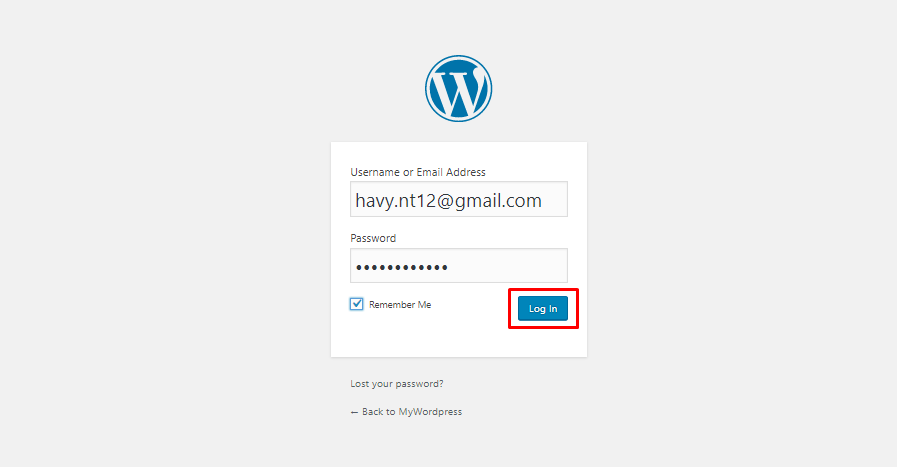 Username or Email Address
havy.nt12@gmail.com
Password
••••••••••••
Remember Me
Log In
Lost your password?
← Back to MyWordpress